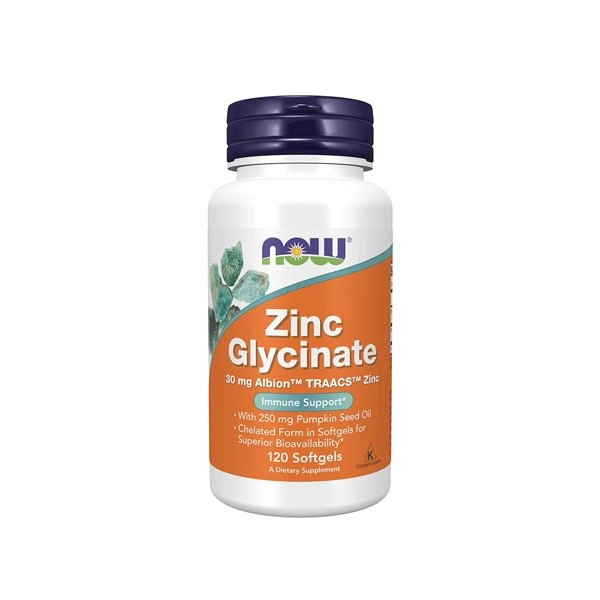 NOW®
Zinc
Glycinate
30 mg Albion™ TRAACS™ Zinc
Immune Support*
• With 250 mg Pumpkin Seed Oil
• Chelated Form in Softgels for
Superior Bioavailability*
120 Softgels
A Dietary Supplement
K